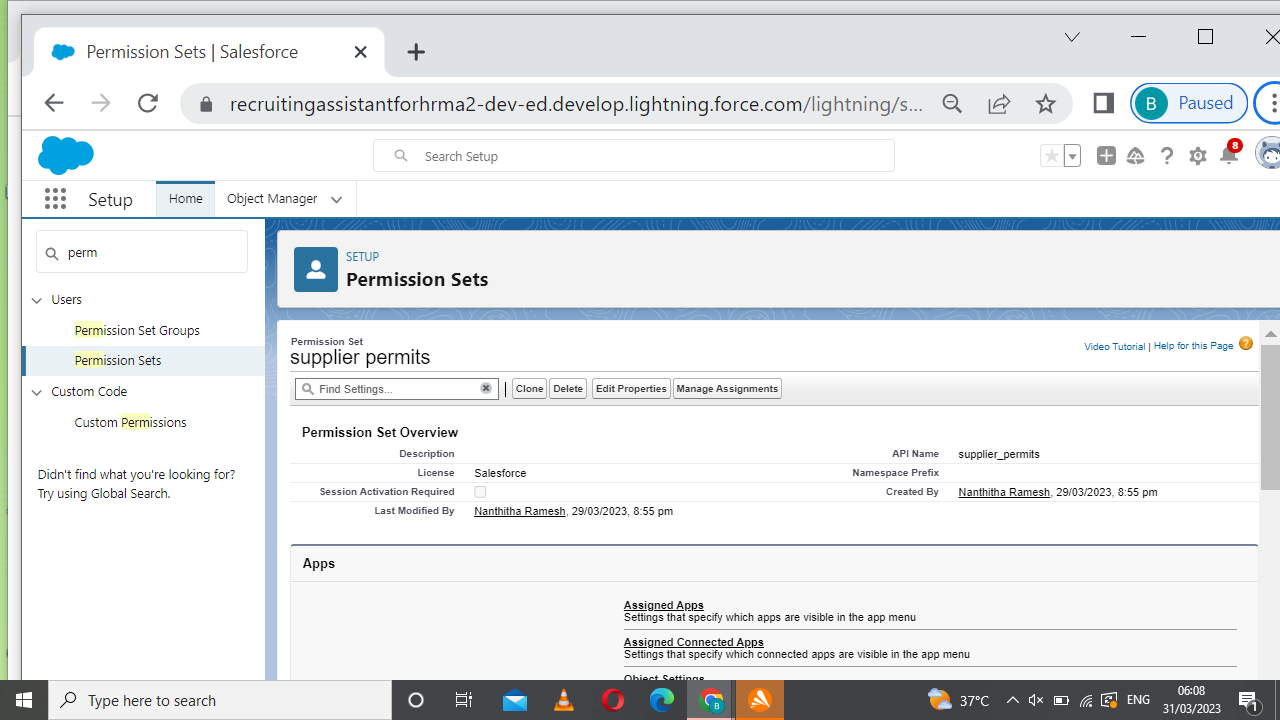 Permission Sets | Salesforce
recruitingassistantforhrma2-dev-ed.develop.lightning.force.com/lightning/s...
B Paused
Search Setup
8
Setup Home Object Manager
perm
Users
Permission Set Groups
Permission Sets
Custom Code
Custom Permissions
Didn't find what you're looking for?
Try using Global Search.
SETUP
Permission Sets
Permission Set
supplier permits
Video Tutorial | Help for this Page ?
Find Settings... | Clone Delete Edit Properties Manage Assignments
Permission Set Overview
Description API Name supplier_permits
License Salesforce Namespace Prefix
Session Activation Required Created By Nanthitha Ramesh, 29/03/2023, 8:55 pm
Last Modified By Nanthitha Ramesh, 29/03/2023, 8:55 pm
Apps
Assigned Apps
Settings that specify which apps are visible in the app menu
Assigned Connected Apps
Settings that specify which connected apps are visible in the app menu
Object Settings
Type here to search
B
37°C
ENG
06:08
31/03/2023
1